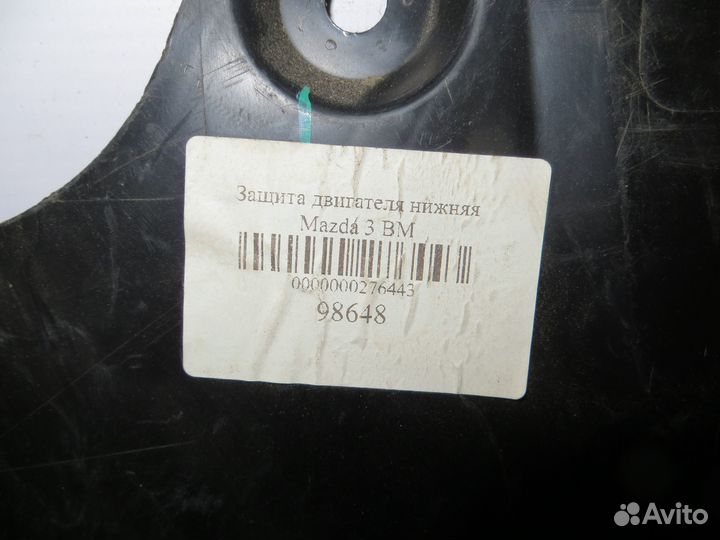 Защита двигателя нижняя
Mazda 3 BM
0000000276443
98648
Avito